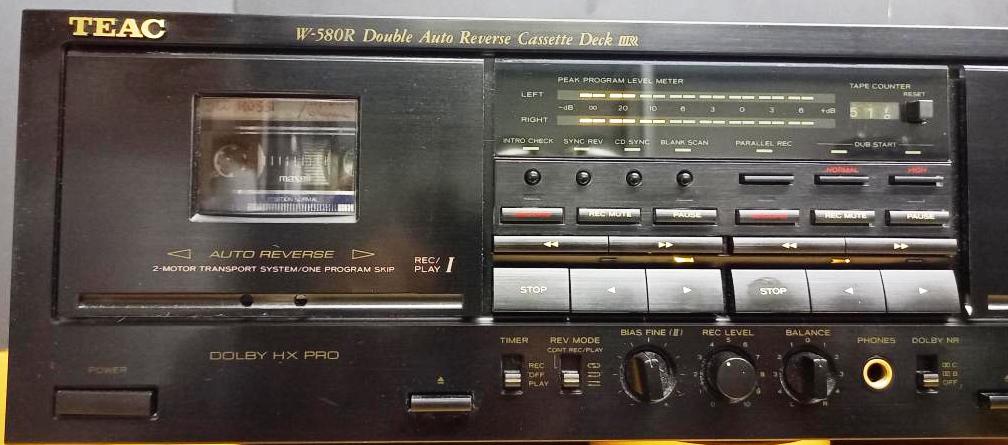 TEAC
W-580R Double Auto Reverse Cassette Deck
PEAK PROGRAM LEVEL METER
LEFT
-dB ∞ 20 10 6 3 0 3 6 +dB
RIGHT
TAPE COUNTER
RESET
INTRO CHECK SYNC REV CD SYNC BLANK SCAN PARALLEL REC DUB START
NORMAL HIGH
REC MUTE PAUSE REC MUTE PAUSE
maxell
POSITION NORMAL
◁ AUTO REVERSE ▷
2-MOTOR TRANSPORT SYSTEM/ONE PROGRAM SKIP
REC/
PLAY I
◀◀ ▶▶ ◀◀ ▶▶
STOP ◀ ▶ STOP ◀ ▶
DOLBY HX PRO
POWER
TIMER
REC
OFF
PLAY
REV MODE
CONT REC/PLAY
BIAS FINE (II)
REC LEVEL
BALANCE
L R
PHONES
DOLBY NR
C
B
OFF